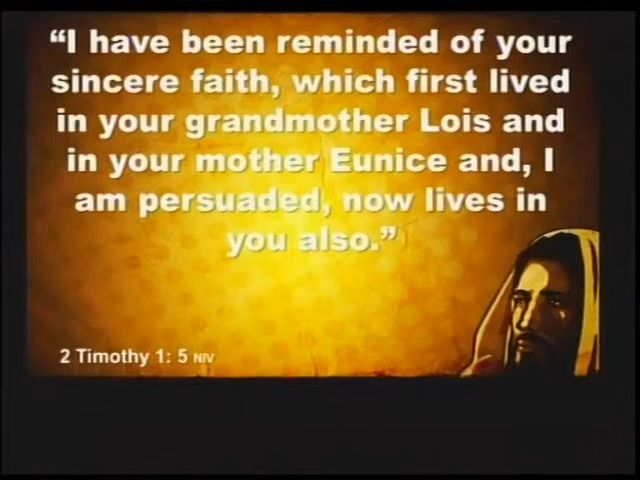 “I have been reminded of your
sincere faith, which first lived
in your grandmother Lois and
in your mother Eunice and, I
am persuaded, now lives in
you also.”
2 Timothy 1: 5 NIV